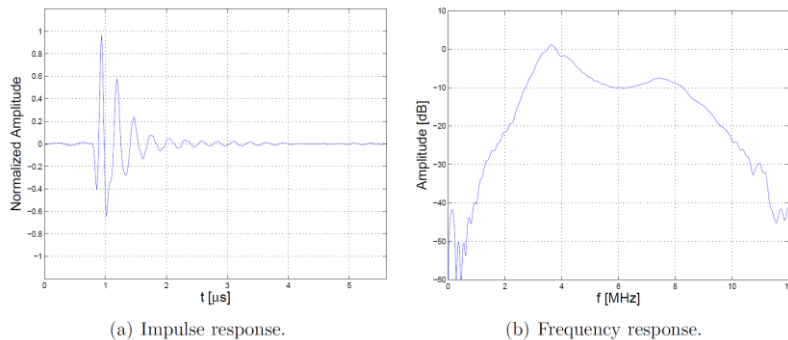 1
0.8
0.6
0.4
0.2
0
−0.2
−0.4
−0.6
−0.8
−1
Normalized Amplitude
0 1 2 3 4 5
t [μs]
(a) Impulse response.
10
0
−10
−20
−30
−40
−50
−60
Amplitude [dB]
0 2 4 6 8 10 12
f [MHz]
(b) Frequency response.